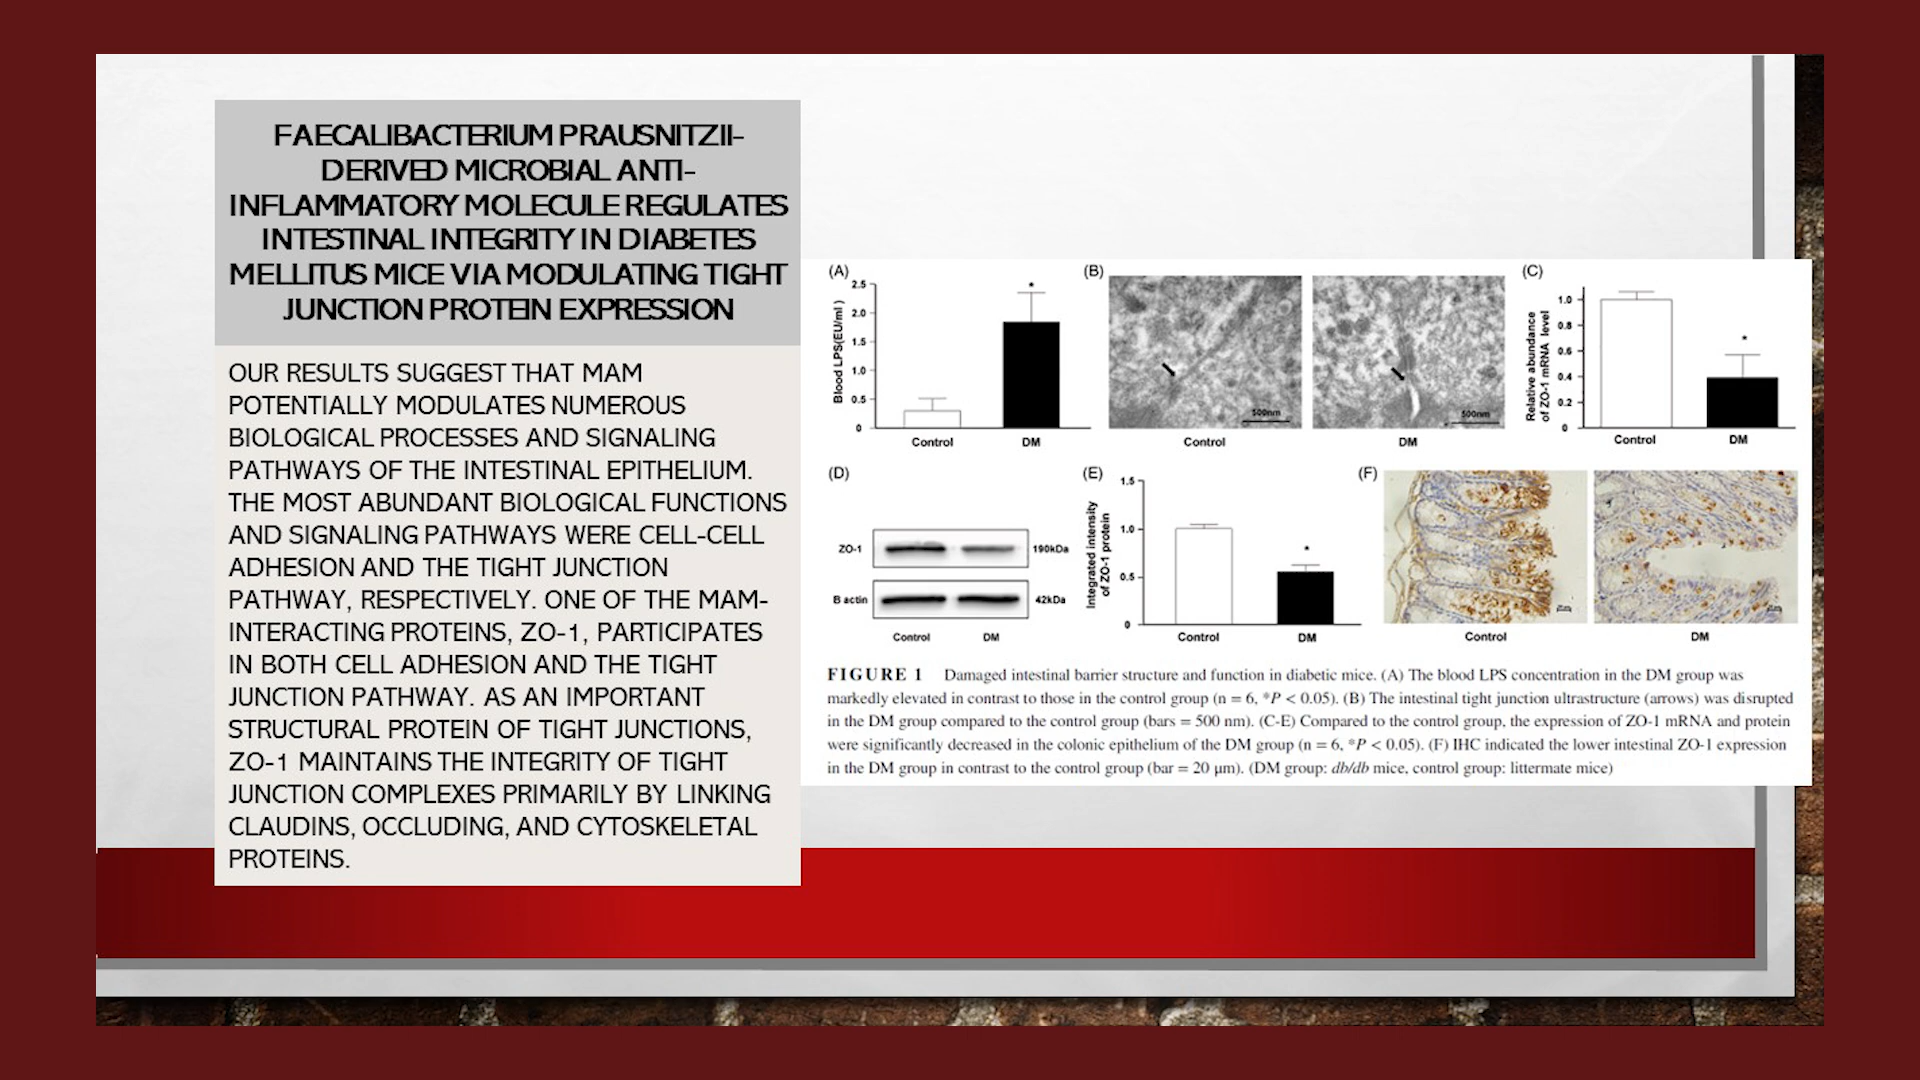 FAECALIBACTERIUM PRAUSNITZII-
DERIVED MICROBIAL ANTI-
INFLAMMATORY MOLECULE REGULATES
INTESTINAL INTEGRITY IN DIABETES
MELLITUS MICE VIA MODULATING TIGHT
JUNCTION PROTEIN EXPRESSION
OUR RESULTS SUGGEST THAT MAM
POTENTIALLY MODULATES NUMEROUS
BIOLOGICAL PROCESSES AND SIGNALING
PATHWAYS OF THE INTESTINAL EPITHELIUM.
THE MOST ABUNDANT BIOLOGICAL FUNCTIONS
AND SIGNALING PATHWAYS WERE CELL-CELL
ADHESION AND THE TIGHT JUNCTION
PATHWAY, RESPECTIVELY. ONE OF THE MAM-
INTERACTING PROTEINS, ZO-1, PARTICIPATES
IN BOTH CELL ADHESION AND THE TIGHT
JUNCTION PATHWAY. AS AN IMPORTANT
STRUCTURAL PROTEIN OF TIGHT JUNCTIONS,
ZO-1 MAINTAINS THE INTEGRITY OF TIGHT
JUNCTION COMPLEXES PRIMARILY BY LINKING
CLAUDINS, OCCLUDING, AND CYTOSKELETAL
PROTEINS.
(A)
Blood LPS(EU/ml)
2.5
2.0
1.5
1.0
0.5
0
*
Control DM
(B)
500nm
500nm
Control DM
(C)
Relative abundance
of ZO-1 mRNA level
1.0
0.8
0.6
0.4
0.2
0
*
Control DM
(D)
ZO-1 190kDa
B actin 42kDa
Control DM
(E)
Integrated intensity
of ZO-1 protein
1.5
1.0
0.5
0
*
Control DM
(F)
Control DM
FIGURE 1 Damaged intestinal barrier structure and function in diabetic mice. (A) The blood LPS concentration in the DM group was
markedly elevated in contrast to those in the control group (n = 6, *P < 0.05). (B) The intestinal tight junction ultrastructure (arrows) was disrupted
in the DM group compared to the control group (bars = 500 nm). (C-E) Compared to the control group, the expression of ZO-1 mRNA and protein
were significantly decreased in the colonic epithelium of the DM group (n = 6, *P < 0.05). (F) IHC indicated the lower intestinal ZO-1 expression
in the DM group in contrast to the control group (bar = 20 μm). (DM group: db/db mice, control group: littermate mice)